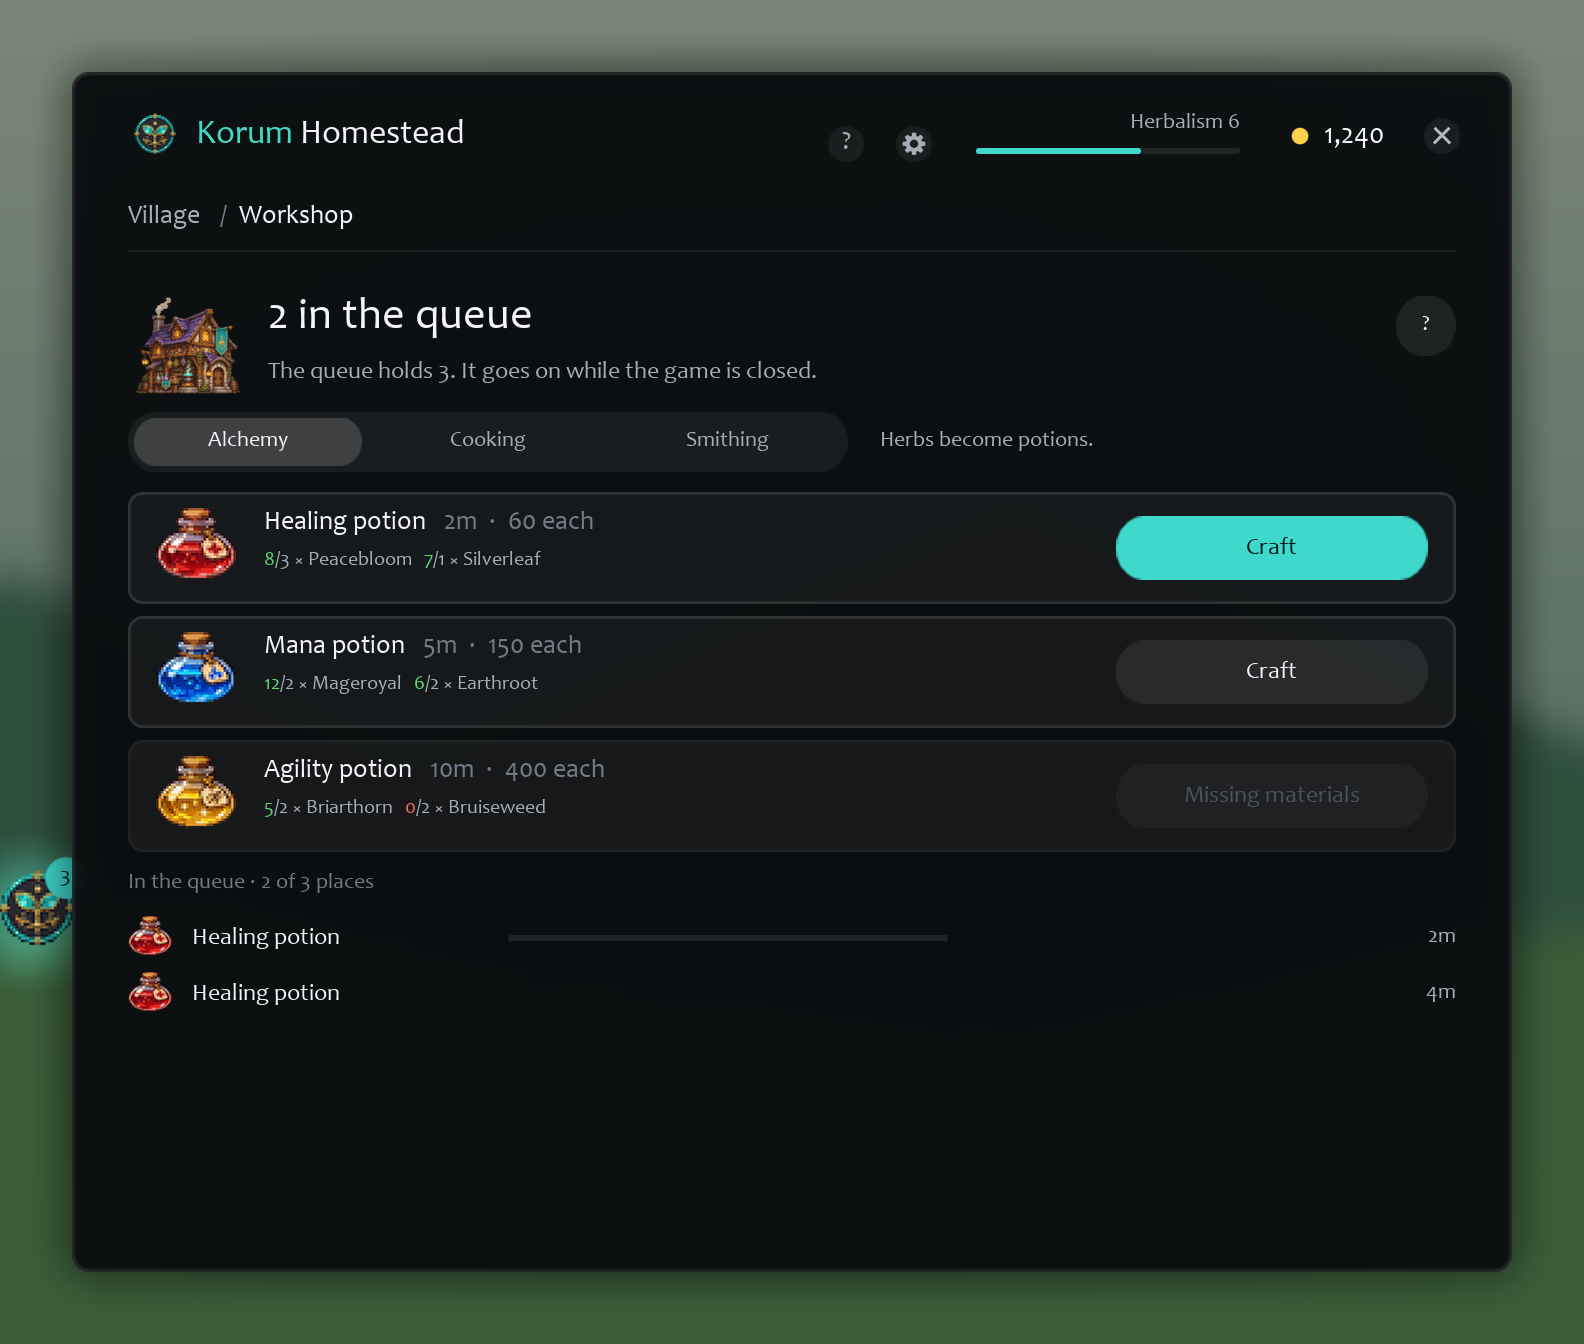 Korum Homestead
?
Herbalism 6
1,240
Village / Workshop
2 in the queue
?
The queue holds 3. It goes on while the game is closed.
Alchemy
Cooking
Smithing
Herbs become potions.
Healing potion 2m · 60 each
8/3 × Peacebloom 7/1 × Silverleaf
Craft
Mana potion 5m · 150 each
12/2 × Mageroyal 6/2 × Earthroot
Craft
Agility potion 10m · 400 each
5/2 × Briarthorn 0/2 × Bruiseweed
Missing materials
In the queue · 2 of 3 places
3
Healing potion
2m
Healing potion
4m